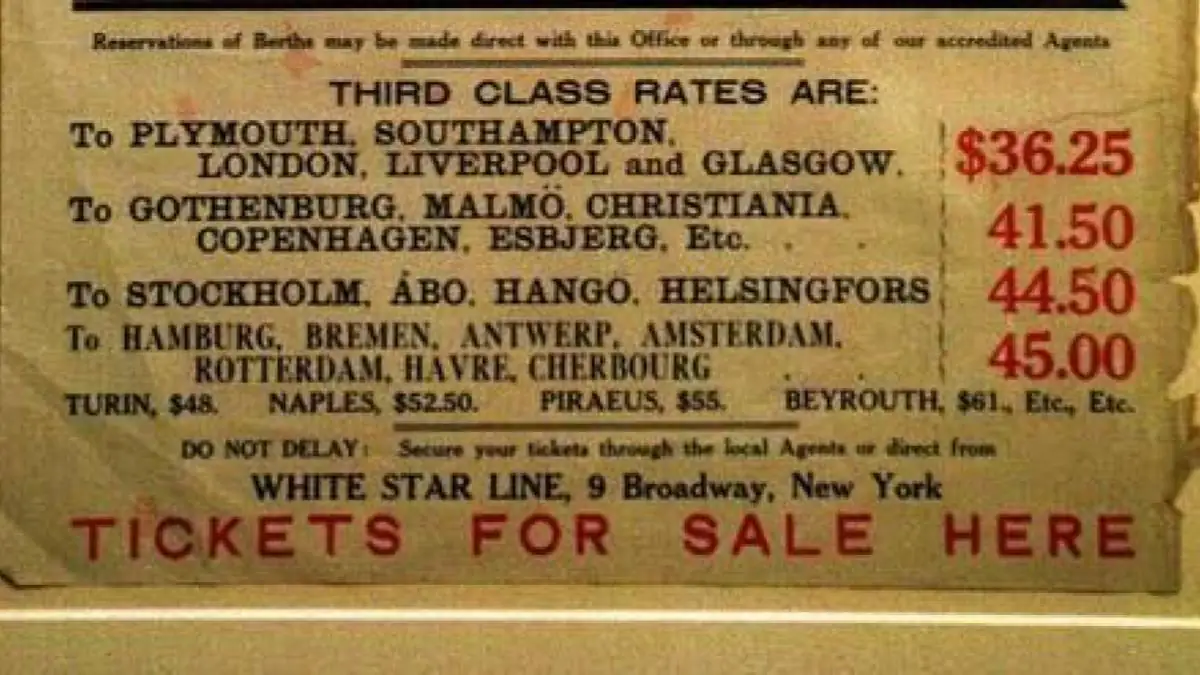 Reservations of Berths may be made direct with this Office or through any of our accredited Agents
THIRD CLASS RATES ARE:
To PLYMOUTH, SOUTHAMPTON,
LONDON, LIVERPOOL and GLASGOW. $36.25
To GOTHENBURG, MALMÖ, CHRISTIANIA,
COPENHAGEN, ESBJERG, Etc. . . 41.50
To STOCKHOLM, ÅBO, HANGO, HELSINGFORS 44.50
To HAMBURG, BREMEN, ANTWERP, AMSTERDAM,
ROTTERDAM, HAVRE, CHERBOURG . . 45.00
TURIN, $48. NAPLES, $52.50. PIRAEUS, $55. BEYROUTH, $61., Etc., Etc.
DO NOT DELAY: Secure your tickets through the local Agents or direct from
WHITE STAR LINE, 9 Broadway, New York
TICKETS FOR SALE HERE